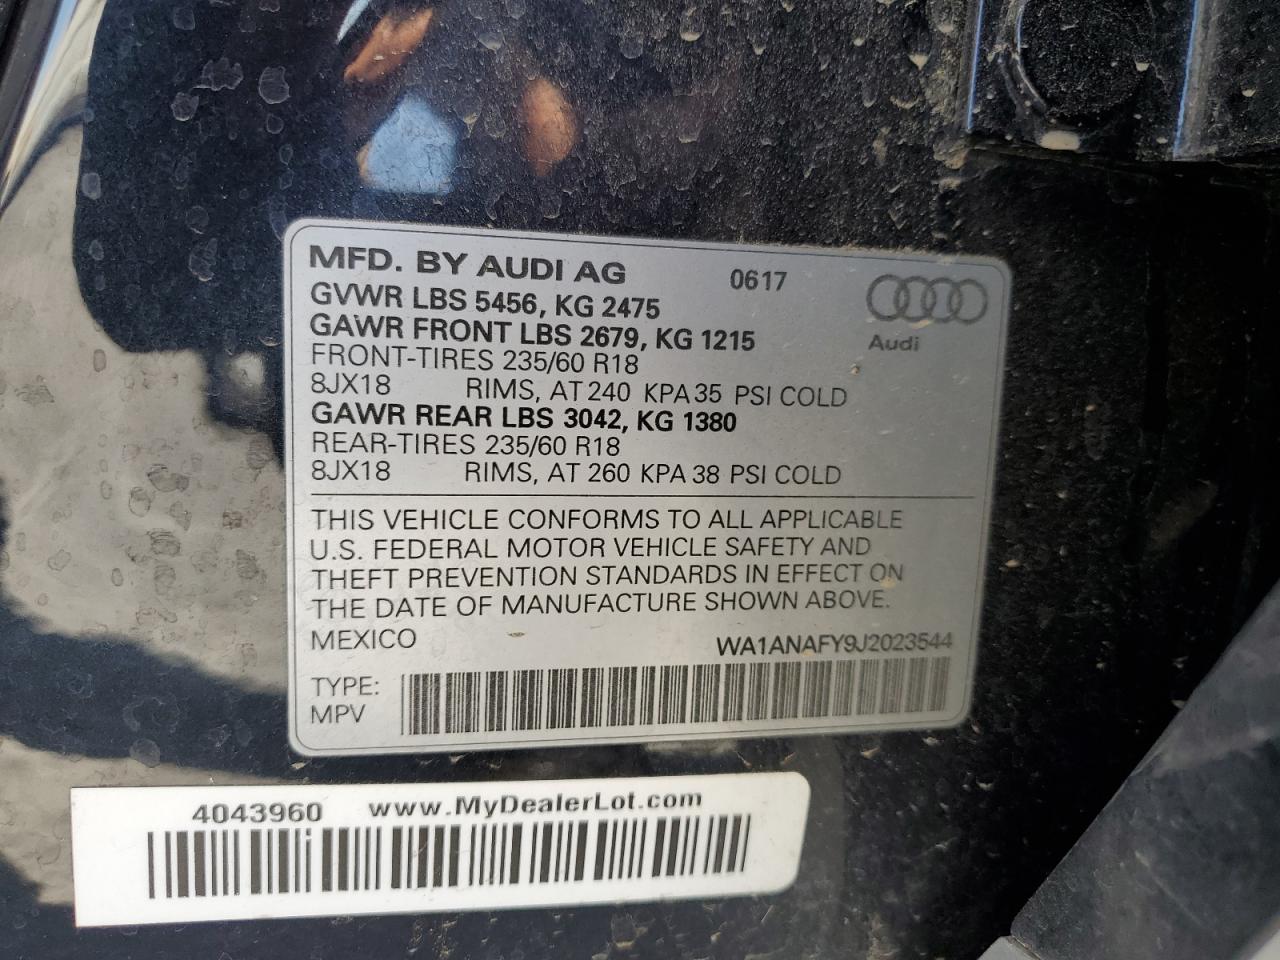 MFD. BY AUDI AG 0617
GVWR LBS 5456, KG 2475
GAWR FRONT LBS 2679, KG 1215
Audi
FRONT-TIRES 235/60 R18
8JX18 RIMS, AT 240 KPA 35 PSI COLD
GAWR REAR LBS 3042, KG 1380
REAR-TIRES 235/60 R18
8JX18 RIMS, AT 260 KPA 38 PSI COLD
THIS VEHICLE CONFORMS TO ALL APPLICABLE
U.S. FEDERAL MOTOR VEHICLE SAFETY AND
THEFT PREVENTION STANDARDS IN EFFECT ON
THE DATE OF MANUFACTURE SHOWN ABOVE.
MEXICO WA1ANAFY9J2023544
TYPE:
MPV
4043960 www.MyDealerLot.com